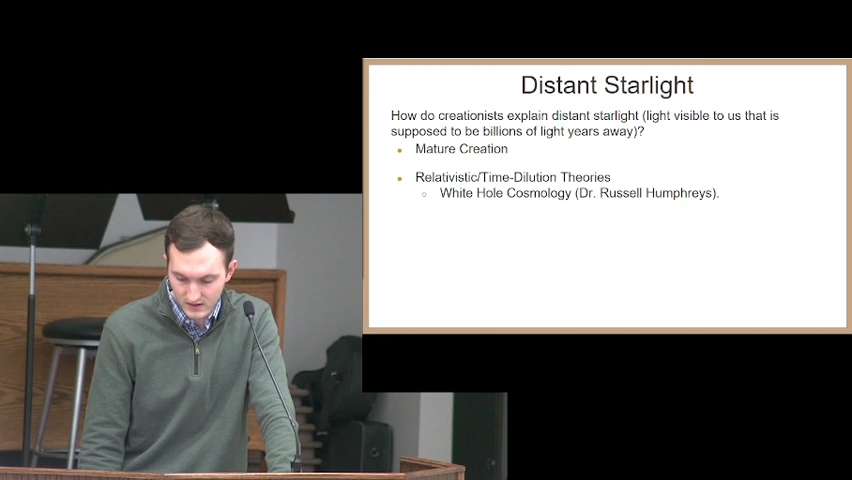 Distant Starlight
How do creationists explain distant starlight (light visible to us that is
supposed to be billions of light years away)?
Mature Creation
Relativistic/Time-Dilution Theories
White Hole Cosmology (Dr. Russell Humphreys).